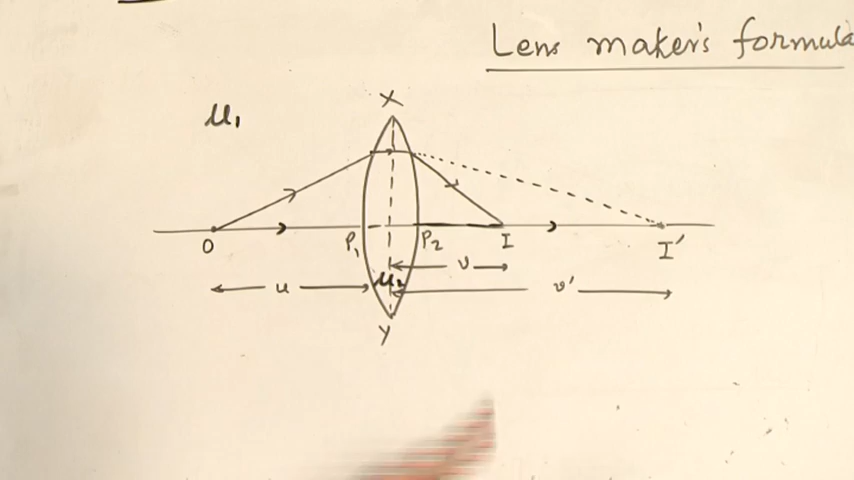 Lens maker's formula
μ₁
X
O
P₁
P₂
I
I'
u
μ₂
v
v'
Y